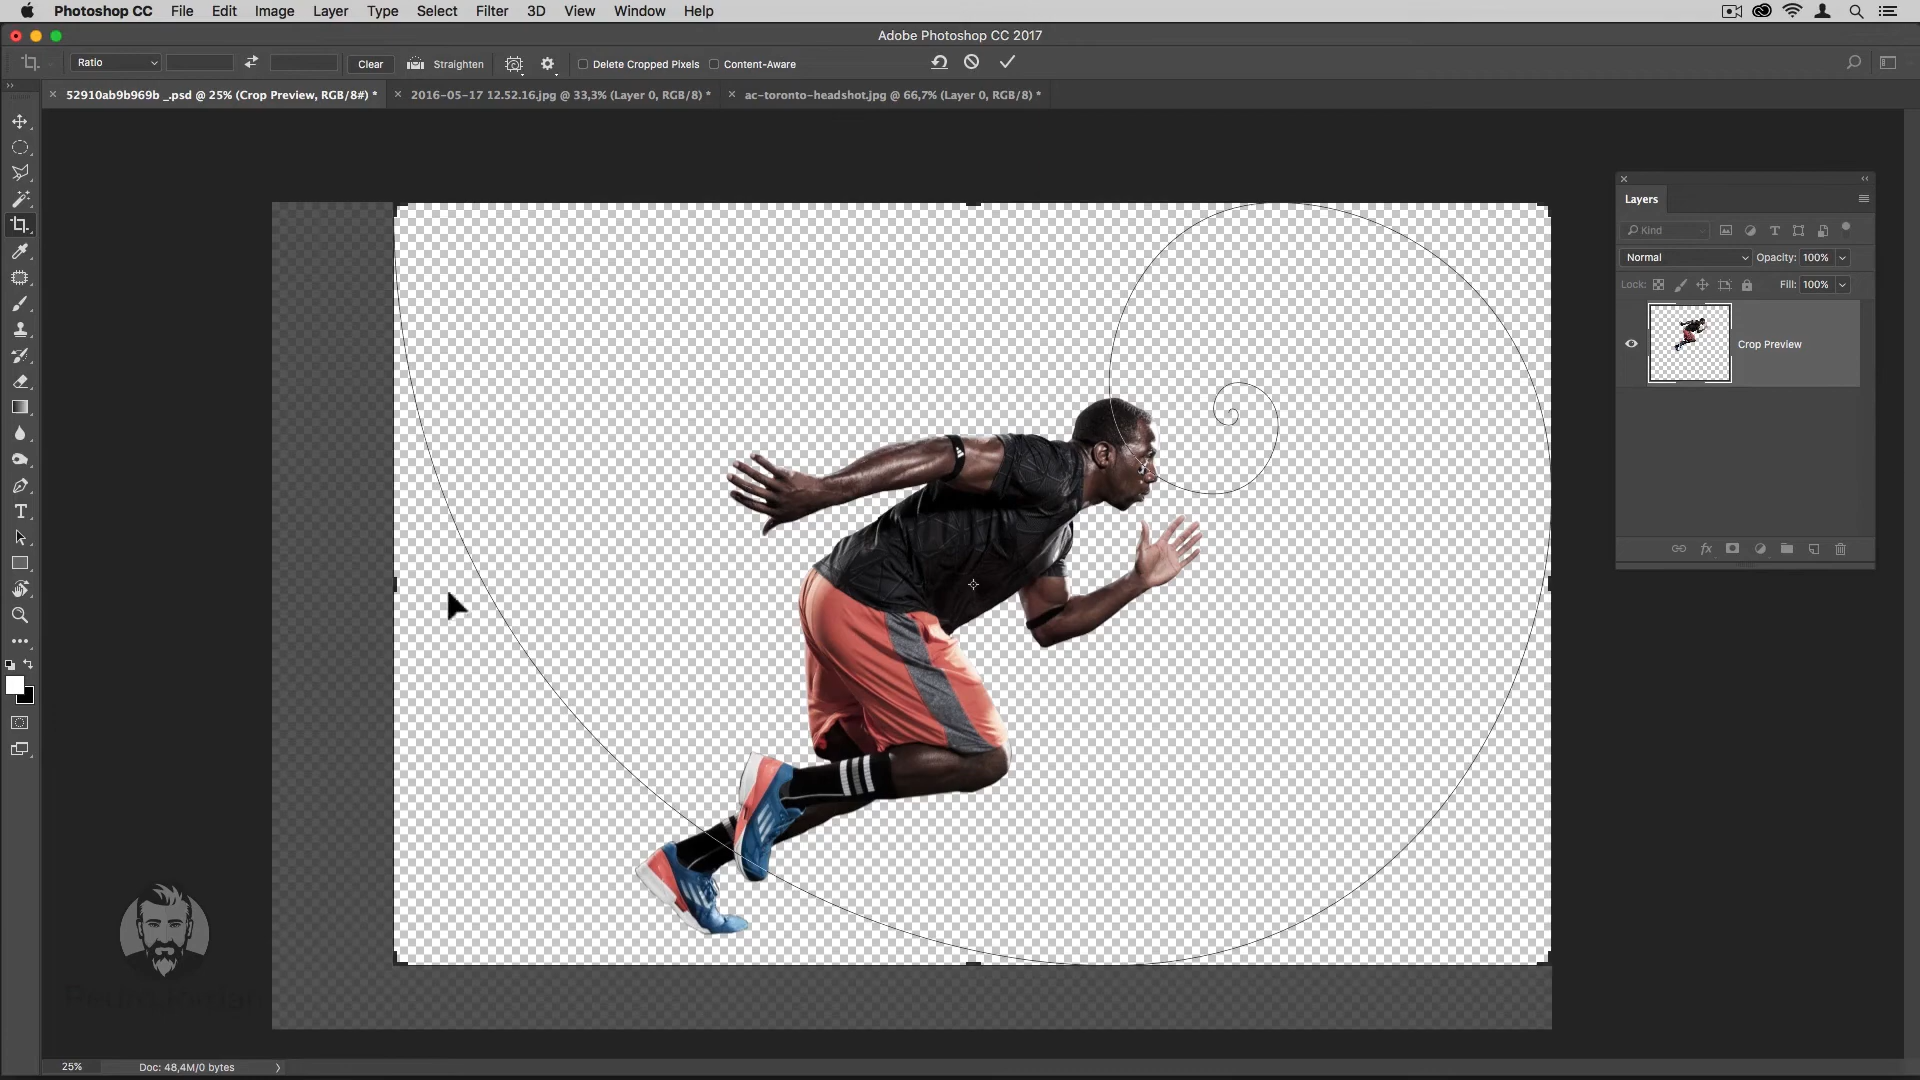 Photoshop CC File Edit Image Layer Type Select Filter 3D View Window Help
Adobe Photoshop CC 2017
Ratio Clear Straighten Delete Cropped Pixels Content-Aware
52910ab9b969b _.psd @ 25% (Crop Preview, RGB/8#) * 2016-05-17 12.52.16.jpg @ 33,3% (Layer 0, RGB/8) * ac-toronto-headshot.jpg @ 66,7% (Layer 0, RGB/8) *
Layers
Kind
Normal Opacity: 100%
Lock: Fill: 100%
Crop Preview
25% Doc: 48,4M/0 bytes